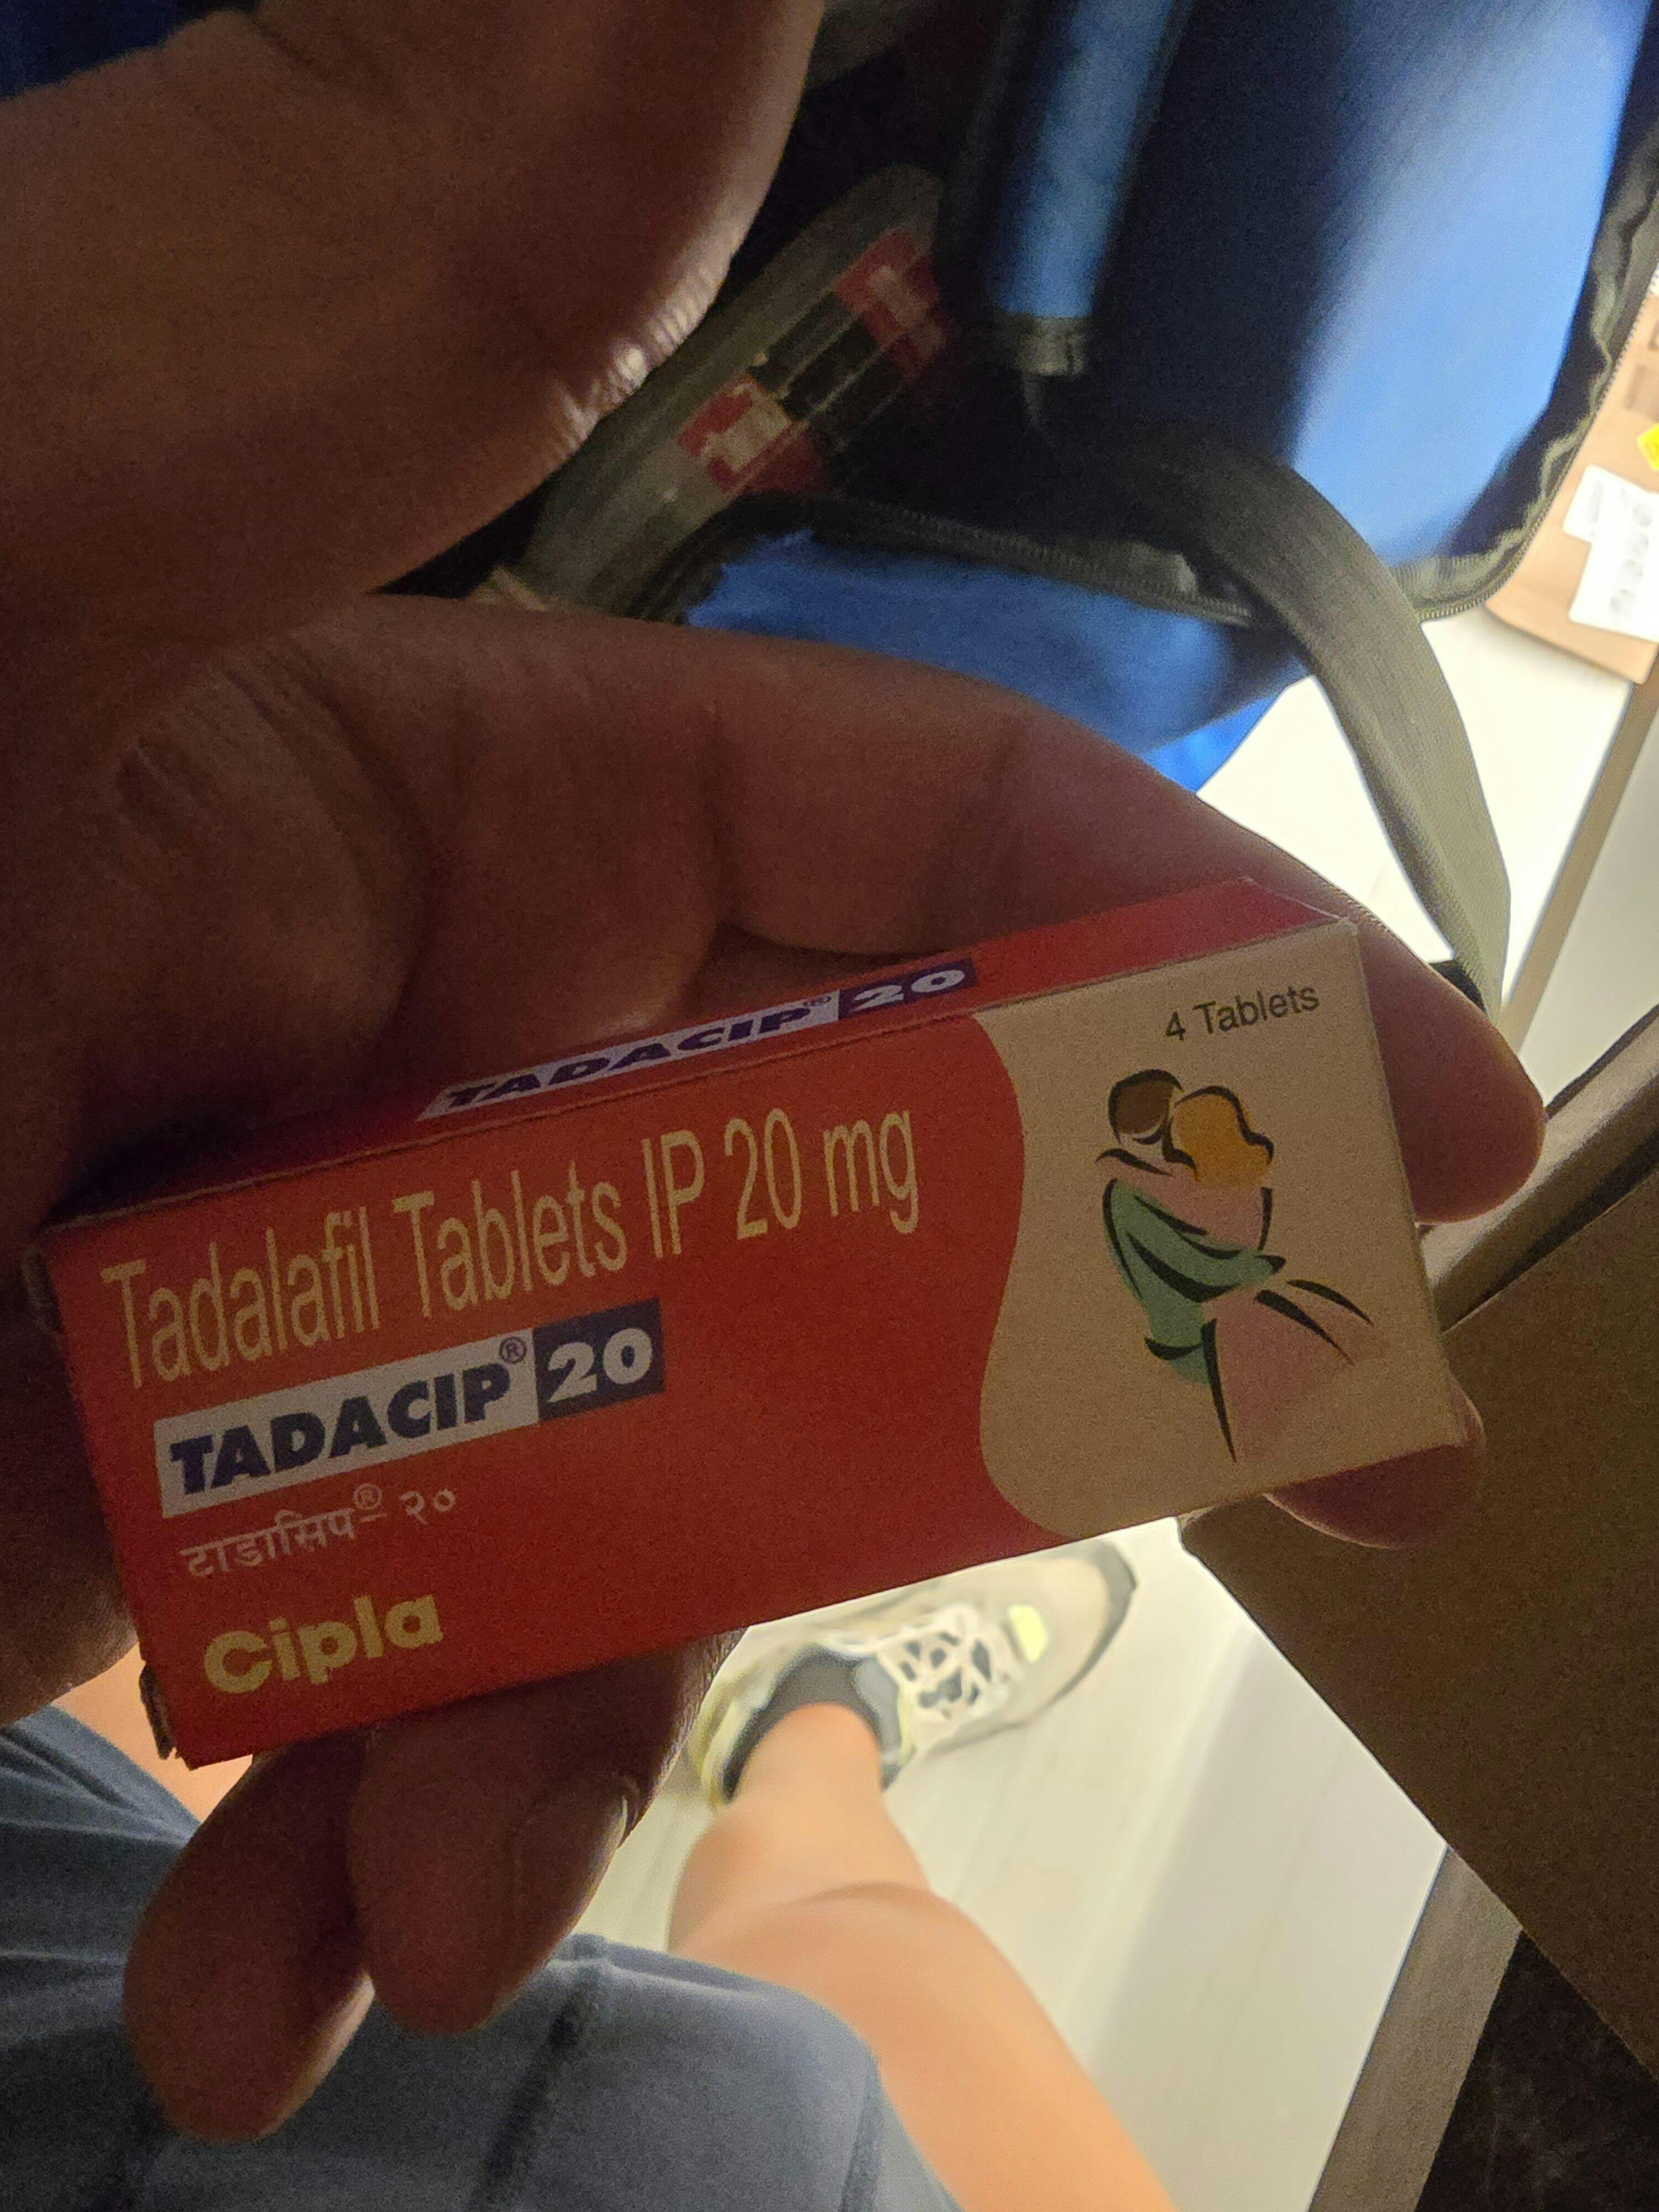 TADACIP® 20
4 Tablets
Tadalafil Tablets IP 20 mg
TADACIP® 20
टाडासिप® - २०
Cipla